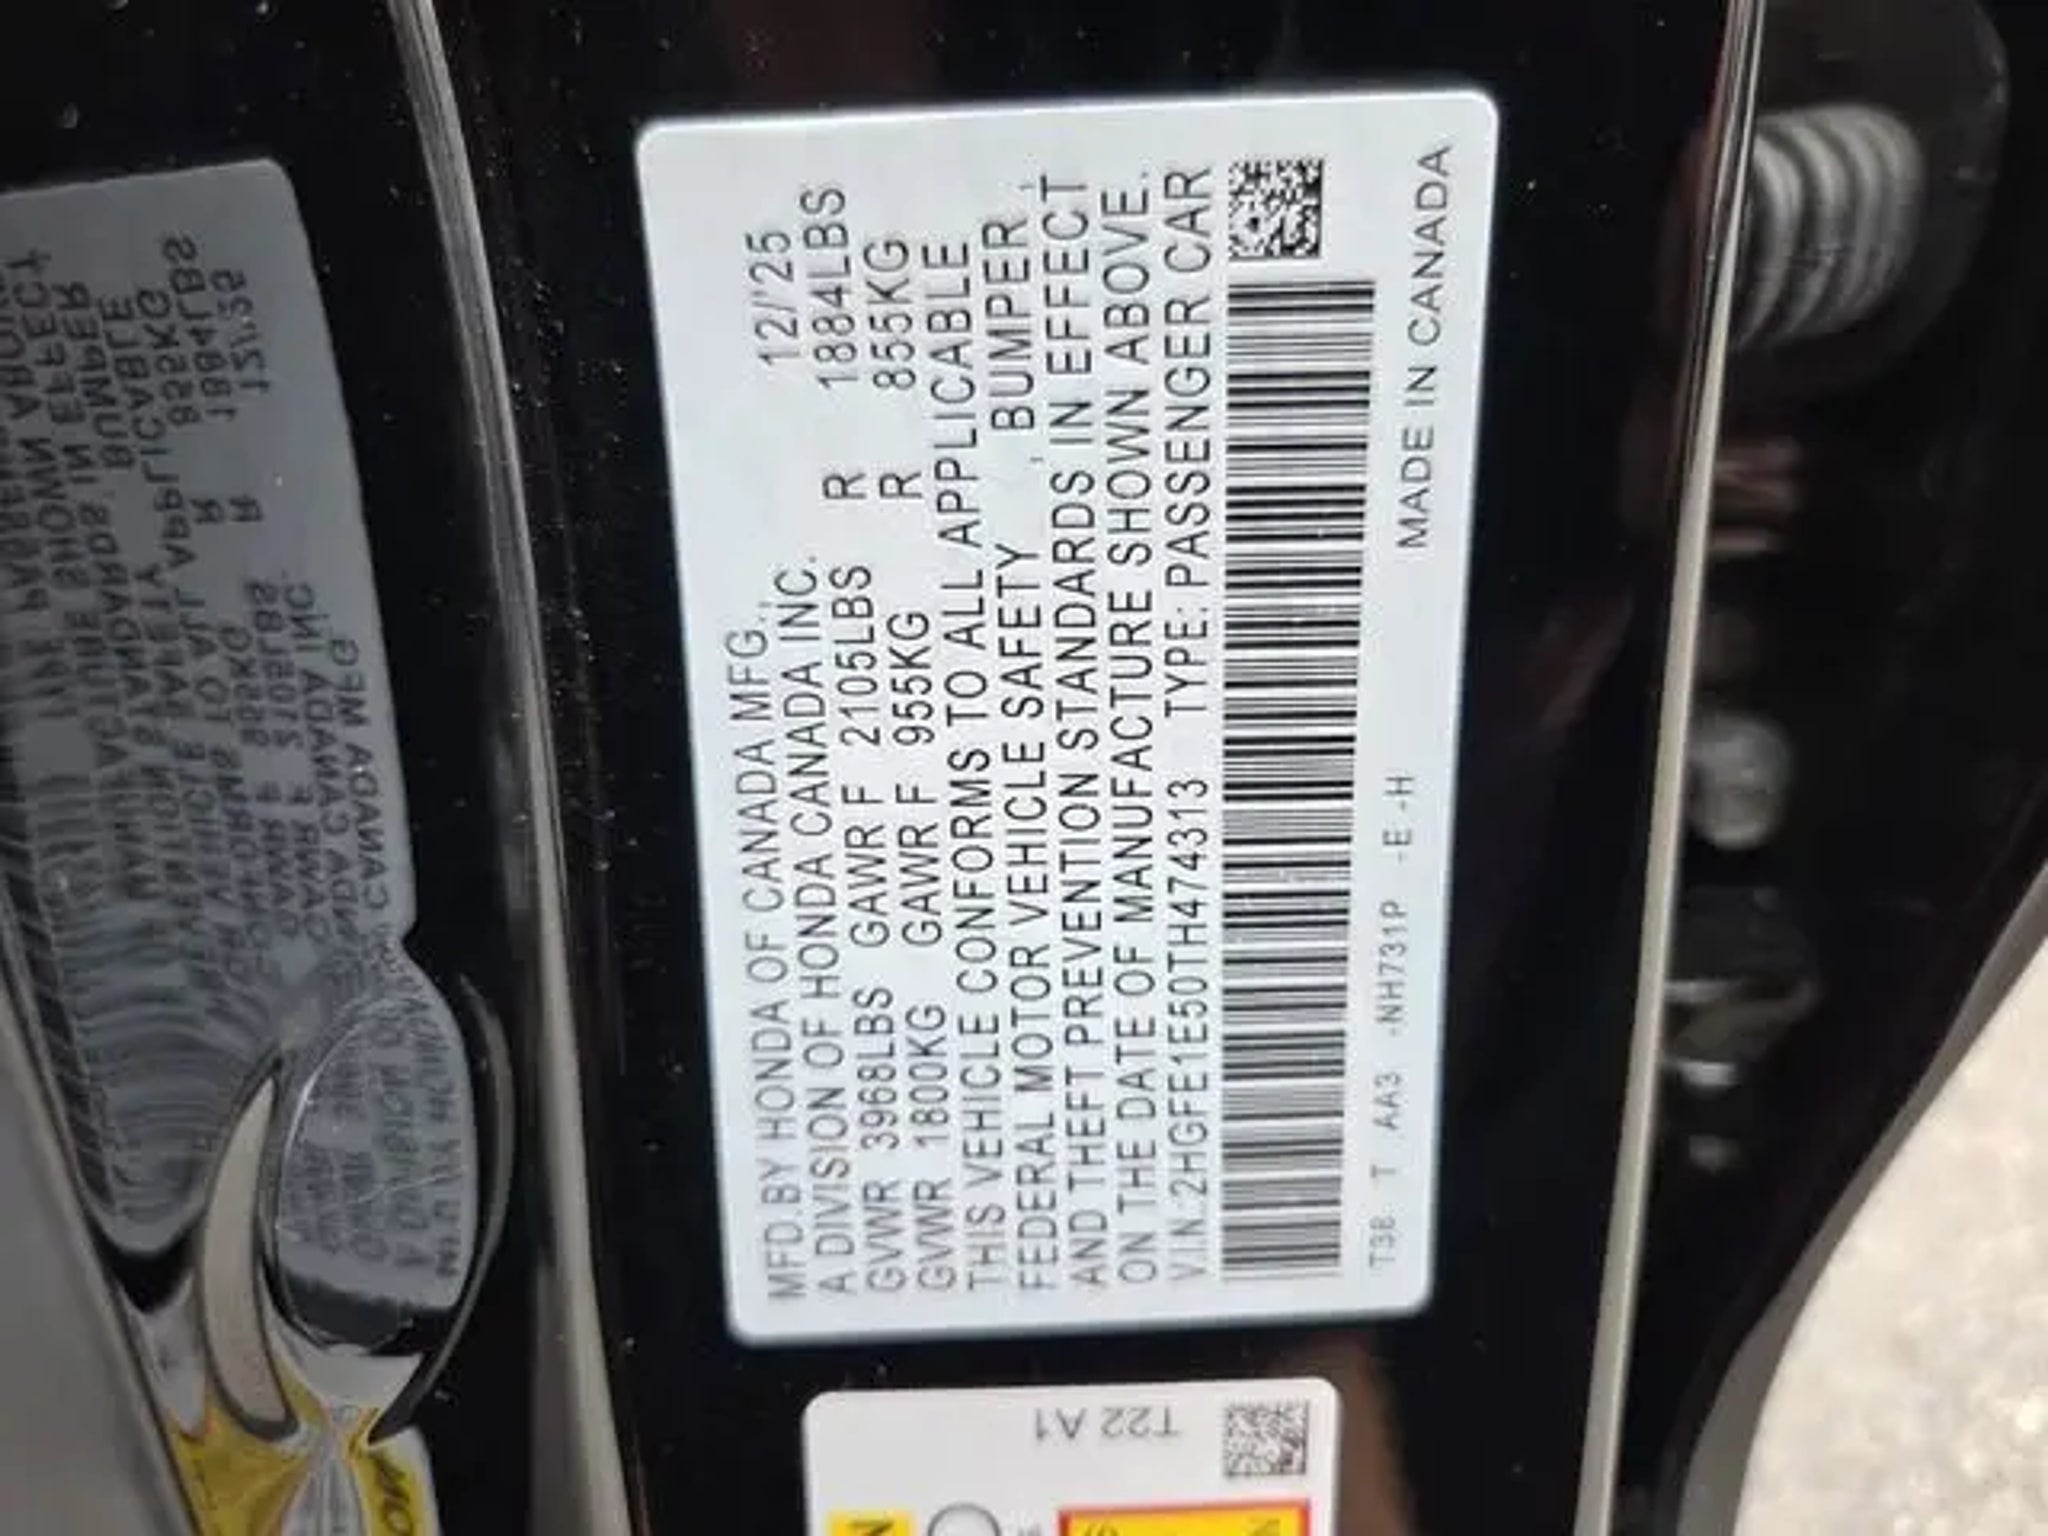 MFD.BY HONDA OF CANADA MFG.,
A DIVISION OF HONDA CANADA INC. 12/'25
GVWR 3968LBS GAWR F 2105LBS R 1884LBS
GVWR 1800KG GAWR F 955KG R 855KG
THIS VEHICLE CONFORMS TO ALL APPLICABLE
FEDERAL MOTOR VEHICLE SAFETY , BUMPER ,
AND THEFT PREVENTION STANDARDS IN EFFECT
ON THE DATE OF MANUFACTURE SHOWN ABOVE.
VIN.2HGFE1E50TH474313 TYPE: PASSENGER CAR
T38 T AA3 -NH731P -E -H MADE IN CANADA
T22 A1